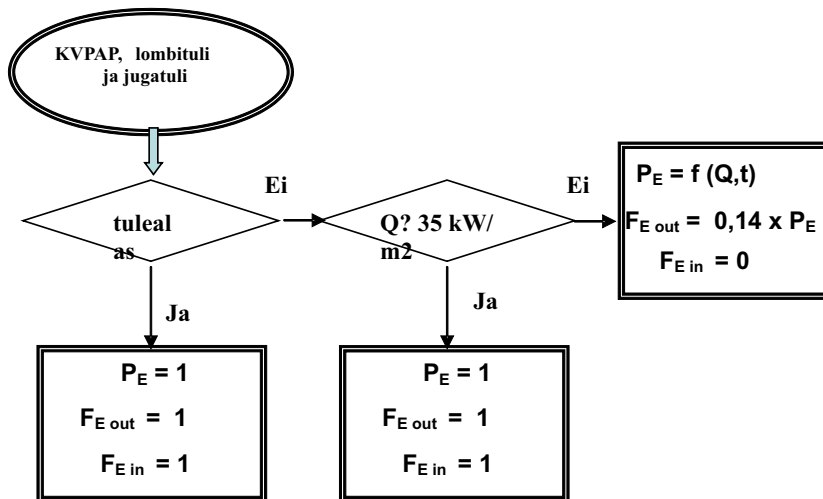 KVPAP, lombituli
ja jugatuli
tuleal
as
Ei
Q? 35 kW/
m2
Ei
P_E = f (Q,t)
F_E out = 0,14 x P_E
F_E in = 0
Ja
Ja
P_E = 1
F_E out = 1
F_E in = 1
P_E = 1
F_E out = 1
F_E in = 1